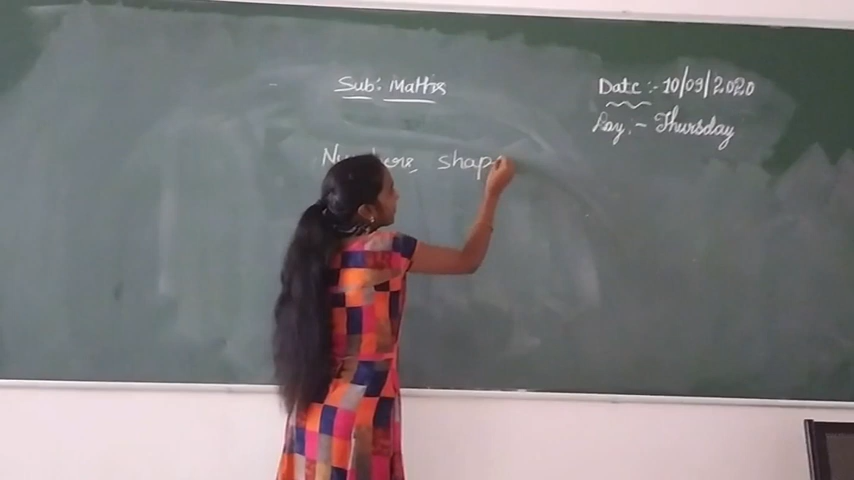 Sub: Maths
Date :- 10/09/2020
Day :- Thursday
Numbers, shap